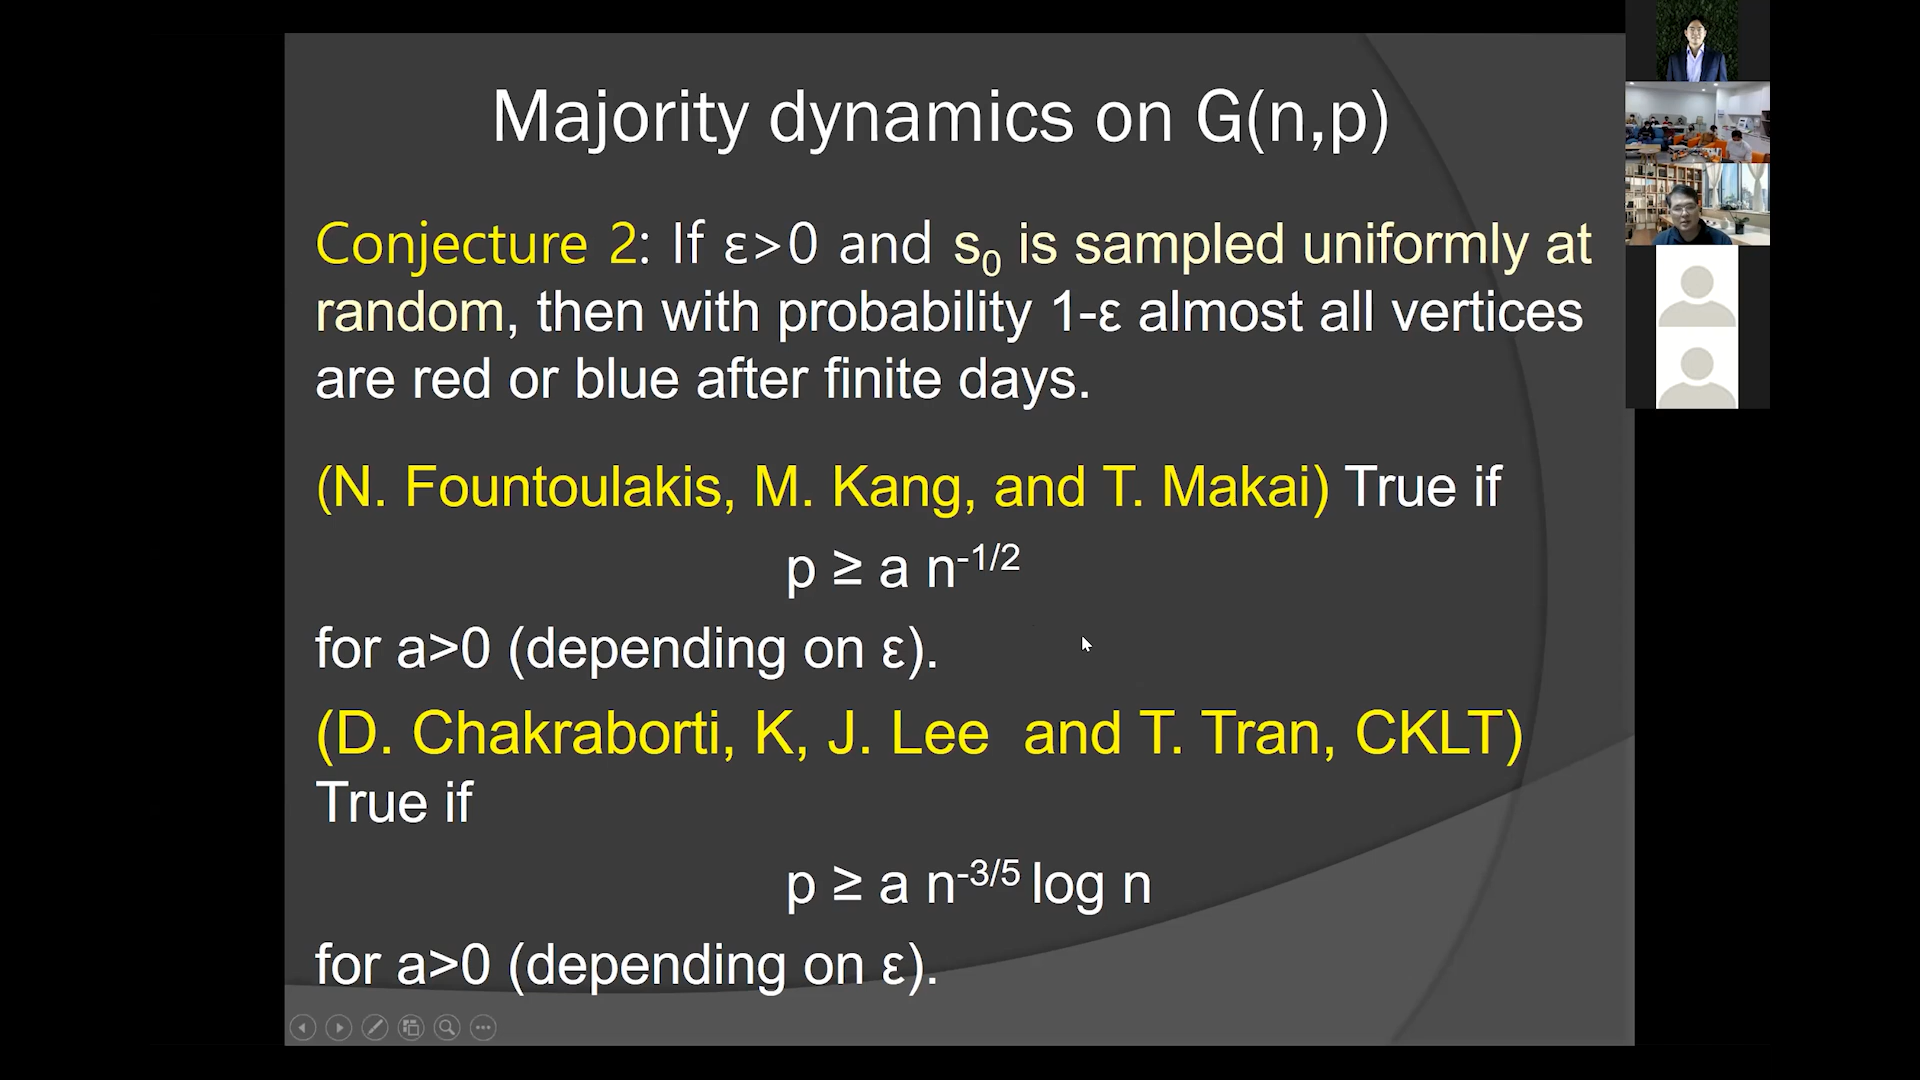 Majority dynamics on G(n,p)
Conjecture 2: If ε>0 and s₀ is sampled uniformly at
random, then with probability 1-ε almost all vertices
are red or blue after finite days.
(N. Fountoulakis, M. Kang, and T. Makai) True if
p ≥ a n⁻¹/²
for a>0 (depending on ε).
(D. Chakraborti, K, J. Lee and T. Tran, CKLT)
True if
p ≥ a n⁻³/⁵ log n
for a>0 (depending on ε).